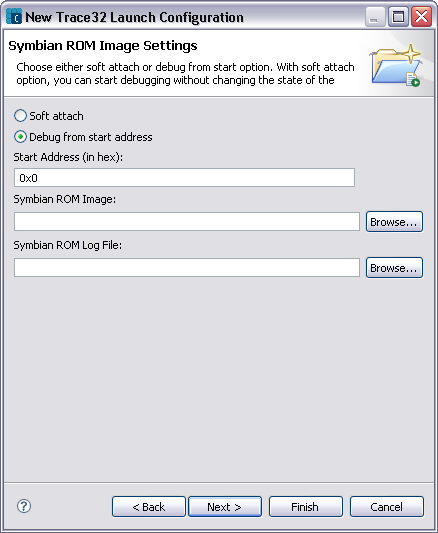 New Trace32 Launch Configuration
Symbian ROM Image Settings
Choose either soft attach or debug from start option. With soft attach
option, you can start debugging without changing the state of the
Soft attach
Debug from start address
Start Address (in hex):
0x0
Symbian ROM Image:
Browse...
Symbian ROM Log File:
Browse...
?
< Back
Next >
Finish
Cancel